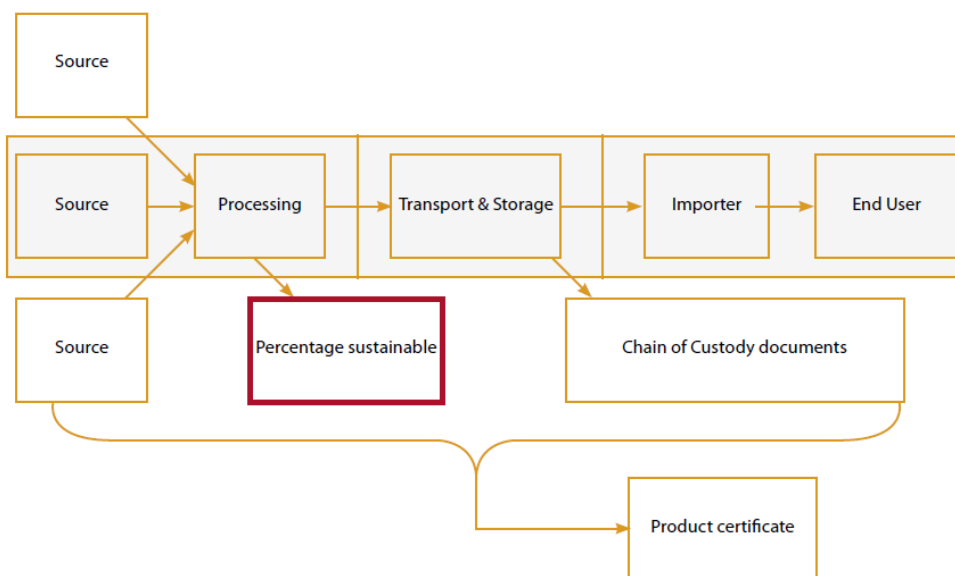 Source
Source
Processing
Transport & Storage
Importer
End User
Source
Percentage sustainable
Chain of Custody documents
Product certificate